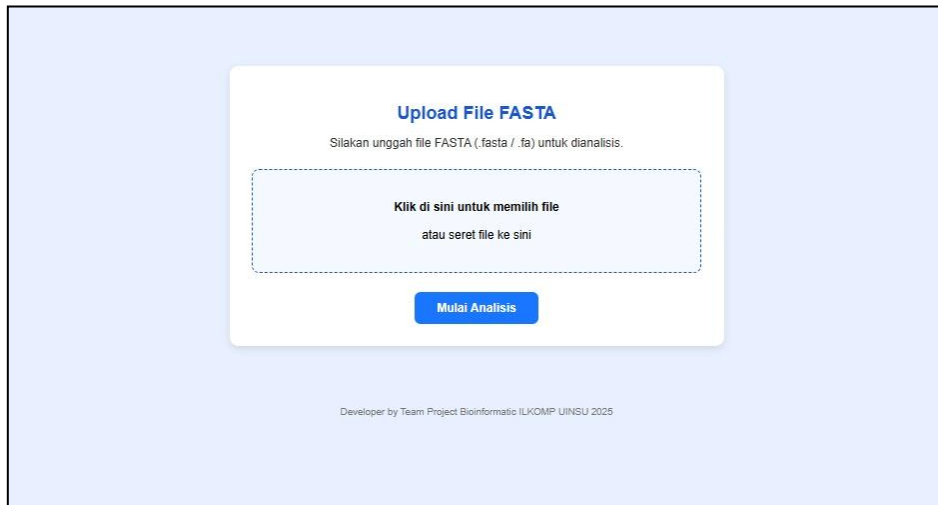 Upload File FASTA
Silakan unggah file FASTA (.fasta / .fa) untuk dianalisis.
Klik di sini untuk memilih file
atau seret file ke sini
Mulai Analisis
Developer by Team Project Bioinformatic ILKOMP UINSU 2025